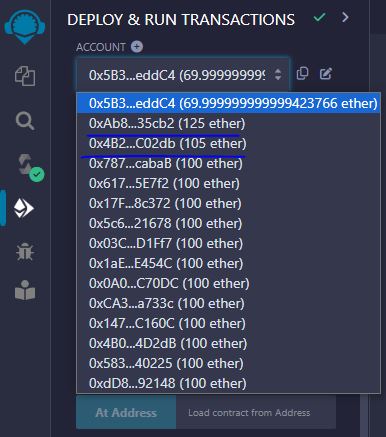 DEPLOY & RUN TRANSACTIONS
ACCOUNT
0x5B3...eddC4 (69.999999999
0x5B3...eddC4 (69.999999999999423766 ether)
0xAb8...35cb2 (125 ether)
0x4B2...C02db (105 ether)
0x787...cabaB (100 ether)
0x617...5E7f2 (100 ether)
0x17F...8c372 (100 ether)
0x5c6...21678 (100 ether)
0x03C...D1Ff7 (100 ether)
0x1aE...E454C (100 ether)
0x0A0...C70DC (100 ether)
0xCA3...a733c (100 ether)
0x147...C160C (100 ether)
0x4B0...4D2dB (100 ether)
0x583...40225 (100 ether)
0xdD8...92148 (100 ether)
At Address
Load contract from Address